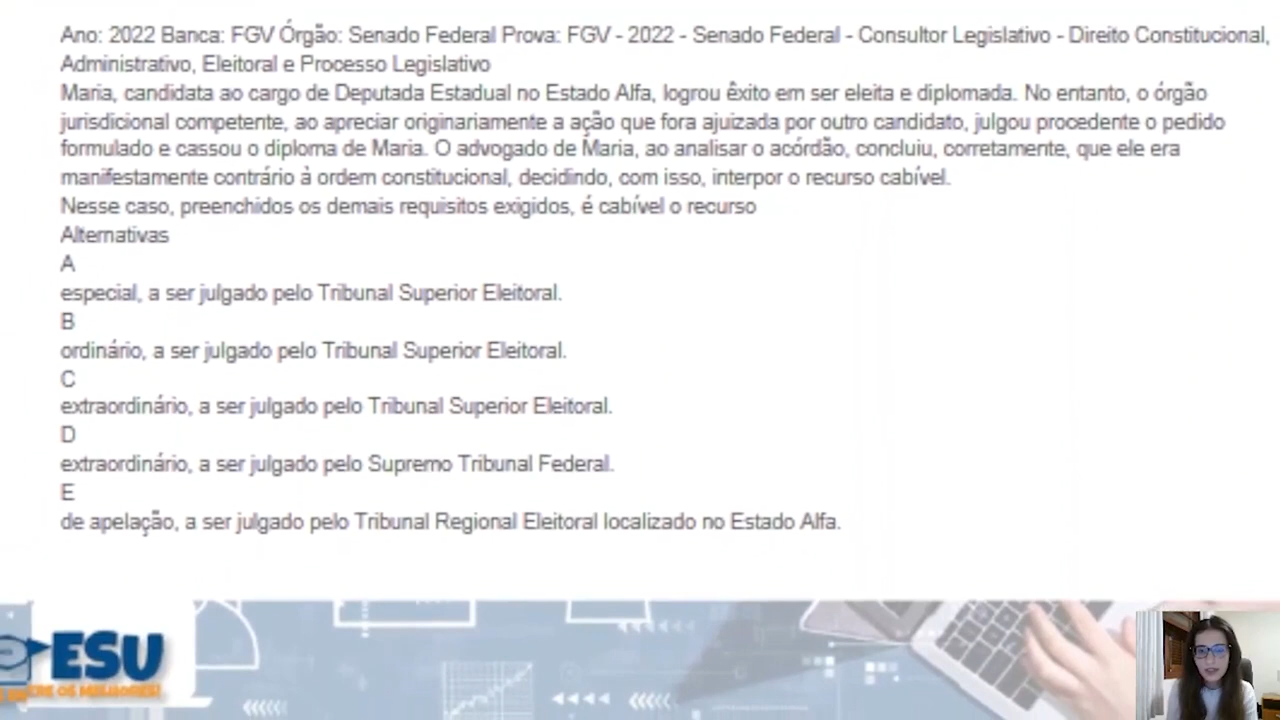 Ano: 2022 Banca: FGV Órgão: Senado Federal Prova: FGV - 2022 - Senado Federal - Consultor Legislativo - Direito Constitucional,
Administrativo, Eleitoral e Processo Legislativo
Maria, candidata ao cargo de Deputada Estadual no Estado Alfa, logrou êxito em ser eleita e diplomada. No entanto, o órgão
jurisdicional competente, ao apreciar originariamente a ação que fora ajuizada por outro candidato, julgou procedente o pedido
formulado e cassou o diploma de Maria. O advogado de Maria, ao analisar o acórdão, concluiu, corretamente, que ele era
manifestamente contrário à ordem constitucional, decidindo, com isso, interpor o recurso cabível.
Nesse caso, preenchidos os demais requisitos exigidos, é cabível o recurso
Alternativas
A
especial, a ser julgado pelo Tribunal Superior Eleitoral.
B
ordinário, a ser julgado pelo Tribunal Superior Eleitoral.
C
extraordinário, a ser julgado pelo Tribunal Superior Eleitoral.
D
extraordinário, a ser julgado pelo Supremo Tribunal Federal.
E
de apelação, a ser julgado pelo Tribunal Regional Eleitoral localizado no Estado Alfa.
ESU
OS MELHORES!